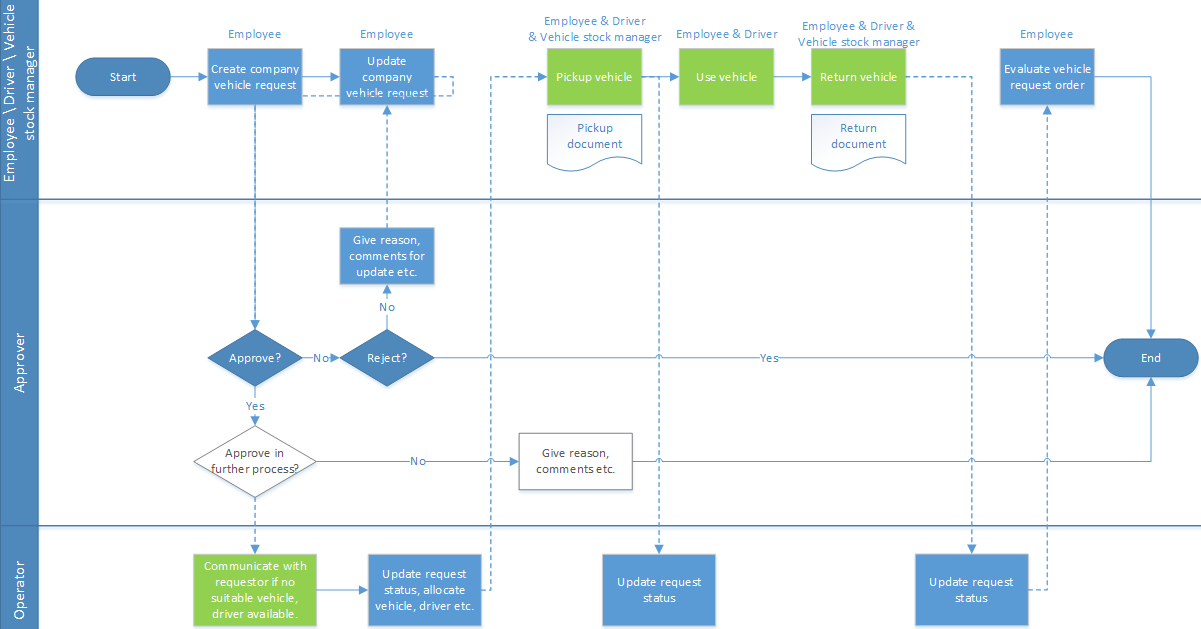 Employee \ Driver \ Vehicle
stock manager
Employee
Employee
Employee & Driver
& Vehicle stock manager
Employee & Driver
Employee & Driver &
Vehicle stock manager
Employee
Start
Create company
vehicle request
Update
company
vehicle request
Pickup vehicle
Use vehicle
Return vehicle
Evaluate vehicle
request order
Pickup
document
Return
document
Approver
Give reason,
comments for
update etc.
No
Approve?
No
Reject?
Yes
End
Yes
Approve in
further process?
No
Give reason,
comments etc.
Operator
Communicate with
requestor if no
suitable vehicle,
driver available.
Update request
status, allocate
vehicle, driver etc.
Update request
status
Update request
status